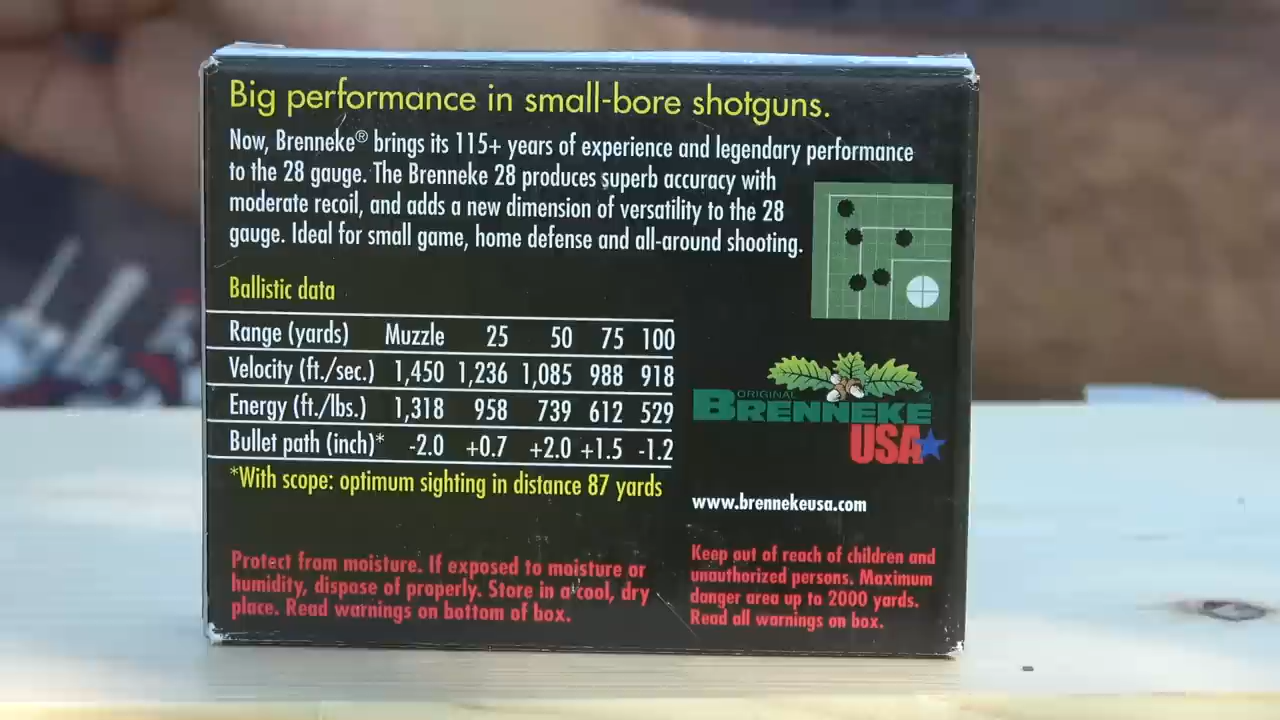 Big performance in small-bore shotguns.
Now, Brenneke® brings its 115+ years of experience and legendary performance
to the 28 gauge. The Brenneke 28 produces superb accuracy with
moderate recoil, and adds a new dimension of versatility to the 28
gauge. Ideal for small game, home defense and all-around shooting.
Ballistic data
Range (yards) Muzzle 25 50 75 100
Velocity (ft./sec.) 1,450 1,236 1,085 988 918
Energy (ft./lbs.) 1,318 958 739 612 529
Bullet path (inch)* -2.0 +0.7 +2.0 +1.5 -1.2
*With scope: optimum sighting in distance 87 yards
ORIGINAL
BRENNEKE®
USA
www.brennekeusa.com
Protect from moisture. If exposed to moisture or
humidity, dispose of properly. Store in a cool, dry
place. Read warnings on bottom of box.
Keep out of reach of children and
unauthorized persons. Maximum
danger area up to 2000 yards.
Read all warnings on box.